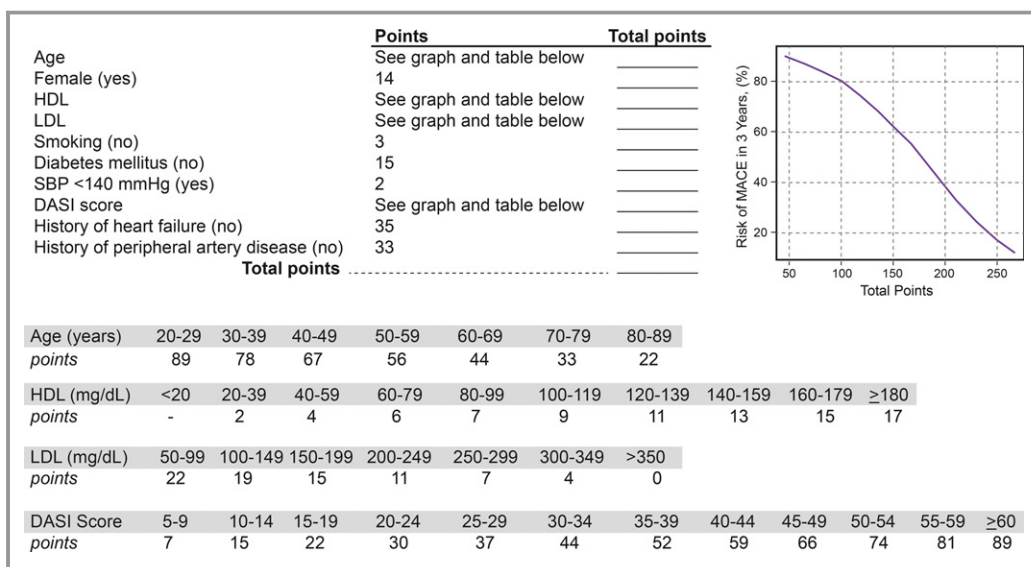 Points Total points
Age See graph and table below
Female (yes) 14
HDL See graph and table below
LDL See graph and table below
Smoking (no) 3
Diabetes mellitus (no) 15
SBP <140 mmHg (yes) 2
DASI score See graph and table below
History of heart failure (no) 35
History of peripheral artery disease (no) 33
Total points
Risk of MACE in 3 Years, (%)
80
60
40
20
50 100 150 200 250
Total Points
Age (years) 20-29 30-39 40-49 50-59 60-69 70-79 80-89
points 89 78 67 56 44 33 22
HDL (mg/dL) <20 20-39 40-59 60-79 80-99 100-119 120-139 140-159 160-179 ≥180
points - 2 4 6 7 9 11 13 15 17
LDL (mg/dL) 50-99 100-149 150-199 200-249 250-299 300-349 >350
points 22 19 15 11 7 4 0
DASI Score 5-9 10-14 15-19 20-24 25-29 30-34 35-39 40-44 45-49 50-54 55-59 ≥60
points 7 15 22 30 37 44 52 59 66 74 81 89